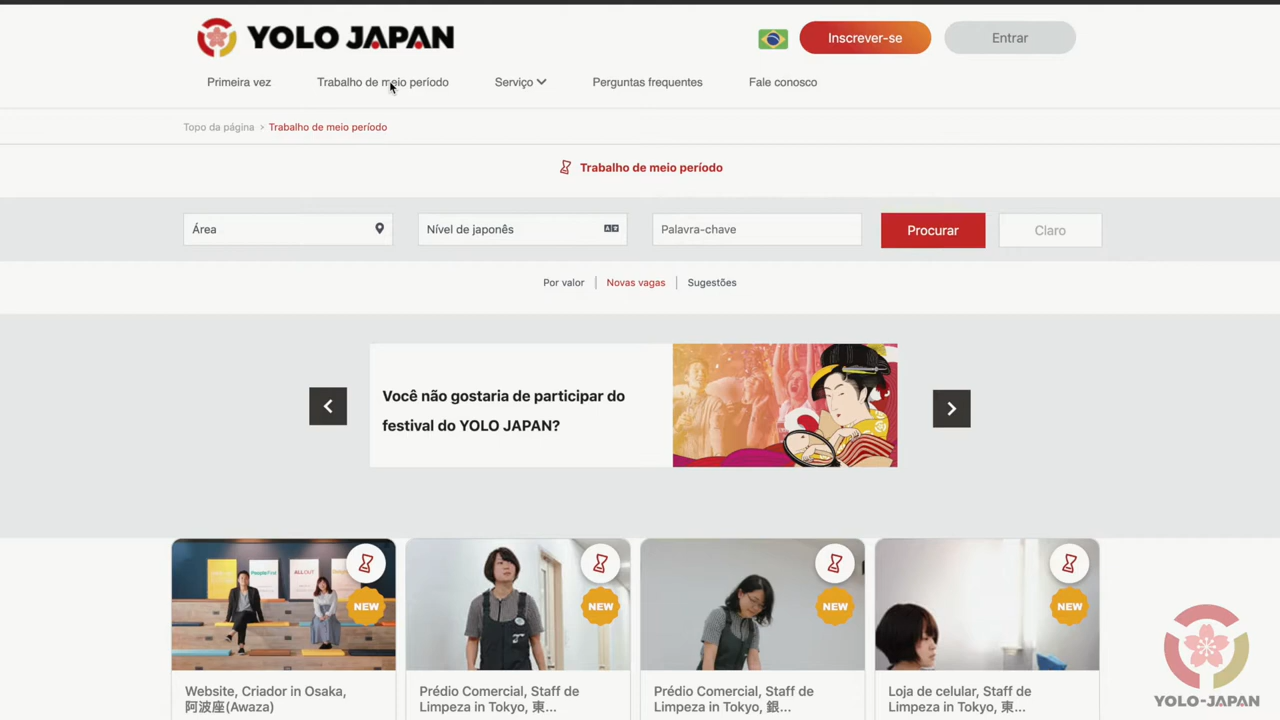 YOLO JAPAN
Inscrever-se
Entrar
Primeira vez
Trabalho de meio período
Serviço
Perguntas frequentes
Fale conosco
Topo da página > Trabalho de meio período
Trabalho de meio período
Área
Nível de japonês
Palavra-chave
Procurar
Claro
Por valor
Novas vagas
Sugestões
Você não gostaria de participar do
festival do YOLO JAPAN?
NEW
NEW
NEW
NEW
Website, Criador in Osaka,
阿波座(Awaza)
Prédio Comercial, Staff de
Limpeza in Tokyo, 東...
Prédio Comercial, Staff de
Limpeza in Tokyo, 銀...
Loja de celular, Staff de
Limpeza in Tokyo, 東...
YOLO-JAPAN